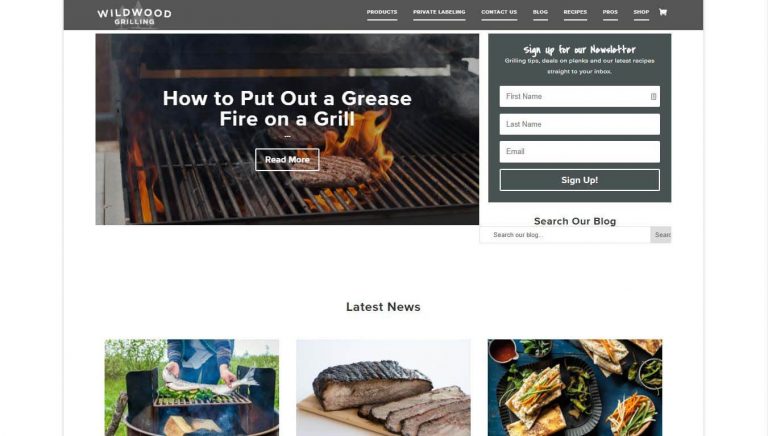 WILDWOOD
GRILLING
PRODUCTS PRIVATE LABELING CONTACT US BLOG RECIPES PROS SHOP
How to Put Out a Grease
Fire on a Grill
...
Read More
Sign up for our Newsletter
Grilling tips, deals on planks and our latest recipes
straight to your inbox.
First Name
Last Name
Email
Sign Up!
Search Our Blog
Search our blog... Searc
Latest News